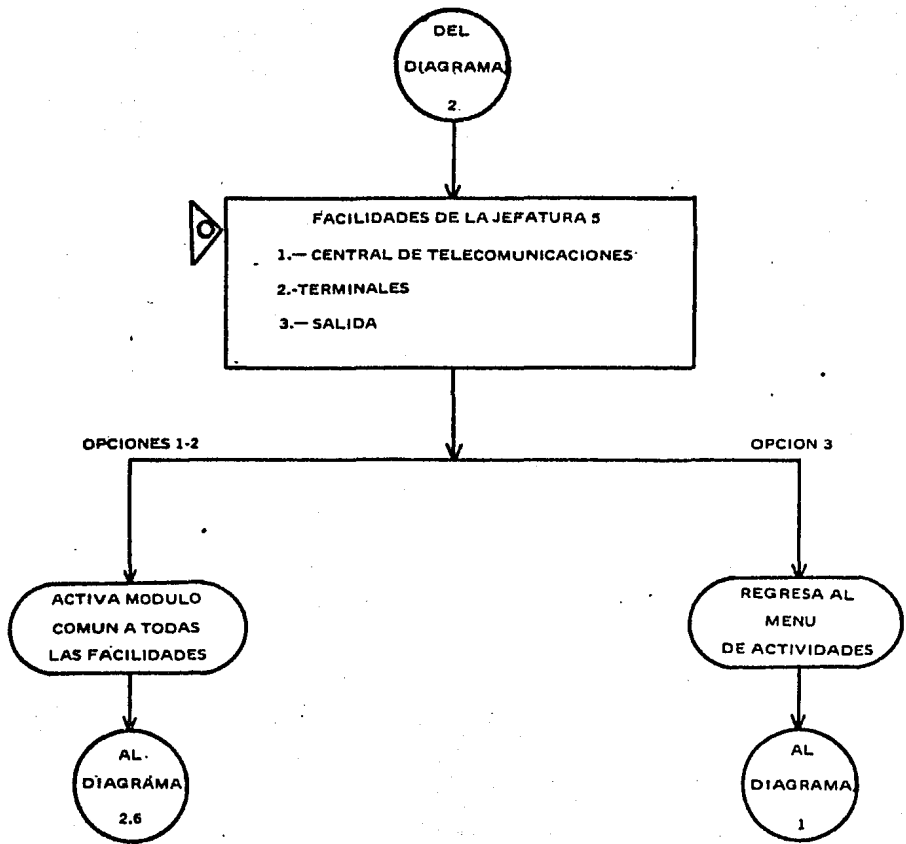 DEL
DIAGRAMA
2.
FACILIDADES DE LA JEFATURA 5
1.— CENTRAL DE TELECOMUNICACIONES
2.-TERMINALES
3.— SALIDA
OPCIONES 1-2
OPCION 3
ACTIVA MODULO
COMUN A TODAS
LAS FACILIDADES
REGRESA AL
MENU
DE ACTIVIDADES
AL
DIAGRAMA
2.6
AL
DIAGRAMA
1